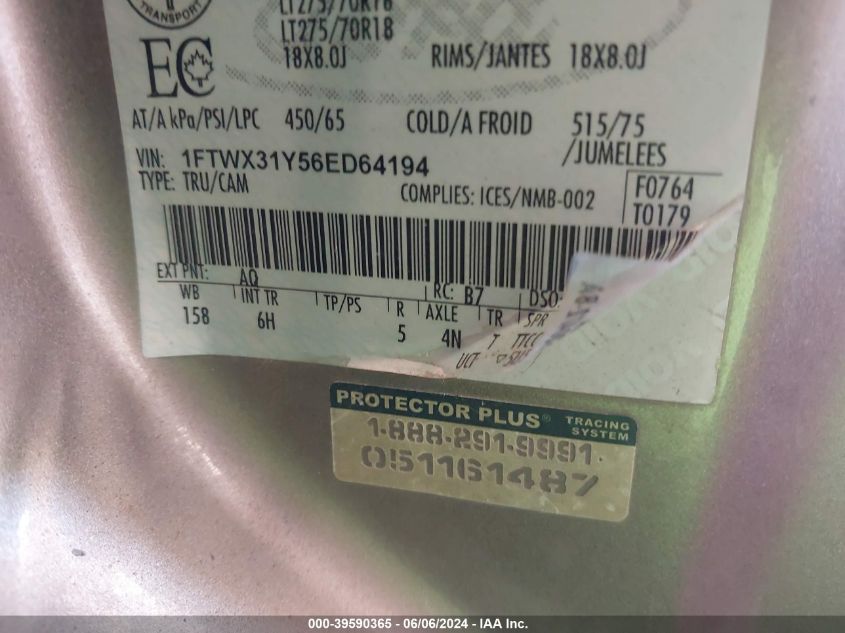 TRANSPORT
LT275/70R18
LT275/70R18
18X8.0J RIMS/JANTES 18X8.0J
EC
AT/A kPa/PSI/LPC 450/65 COLD/A FROID 515/75
/JUMELEES
VIN: 1FTWX31Y56ED64194
TYPE: TRU/CAM COMPLIES: ICES/NMB-002 F0764
T0179
EXT PNT: AQ RC: B7 DSO:
WB INT TR TP/PS R AXLE TR SPR
158 6H 5 4N T
PROTECTOR PLUS® TRACING SYSTEM
1-888-291-9991
051161487
000-39590365 - 06/06/2024 - IAA Inc.